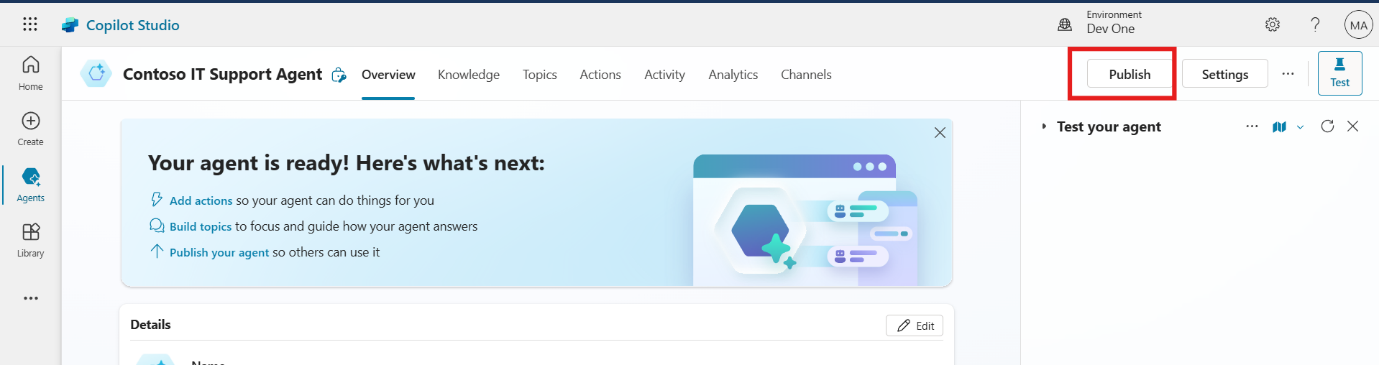 Copilot Studio
Environment
Dev One
MA
Contoso IT Support Agent
Overview
Knowledge
Topics
Actions
Activity
Analytics
Channels
Publish
Settings
Test
Home
Create
Agents
Library
Your agent is ready! Here's what's next:
Add actions so your agent can do things for you
Build topics to focus and guide how your agent answers
Publish your agent so others can use it
Details
Edit
Name
Test your agent